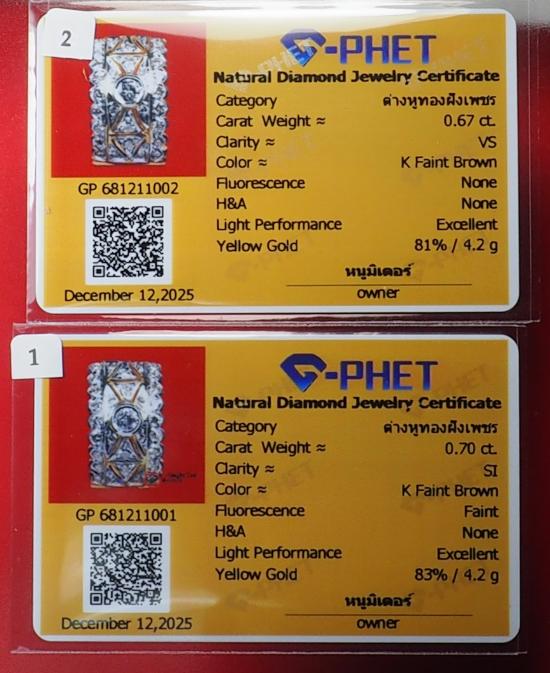 2
G-PHET
Natural Diamond Jewelry Certificate
Category ต่างหูทองฝังเพชร
Carat Weight ≈ 0.67 ct.
Clarity ≈ VS
Color ≈ K Faint Brown
GP 681211002
Fluorescence None
H&A None
Light Performance Excellent
Yellow Gold 81% / 4.2 g
หนูมิเตอร์
December 12,2025
owner
1
G-PHET
Natural Diamond Jewelry Certificate
Category ต่างหูทองฝังเพชร
Carat Weight ≈ 0.70 ct.
Clarity ≈ SI
Color ≈ K Faint Brown
GP 681211001
Fluorescence Faint
H&A None
Light Performance Excellent
Yellow Gold 83% / 4.2 g
หนูมิเตอร์
December 12,2025
owner